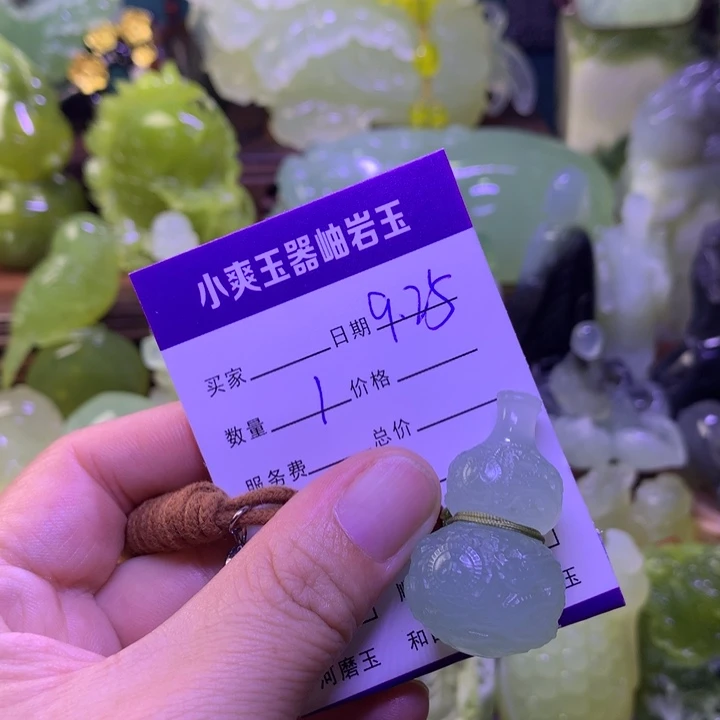 小爽玉器岫岩玉
买家 日期 9.25
数量 1 价格
总价
服务费
玉
河磨玉 和